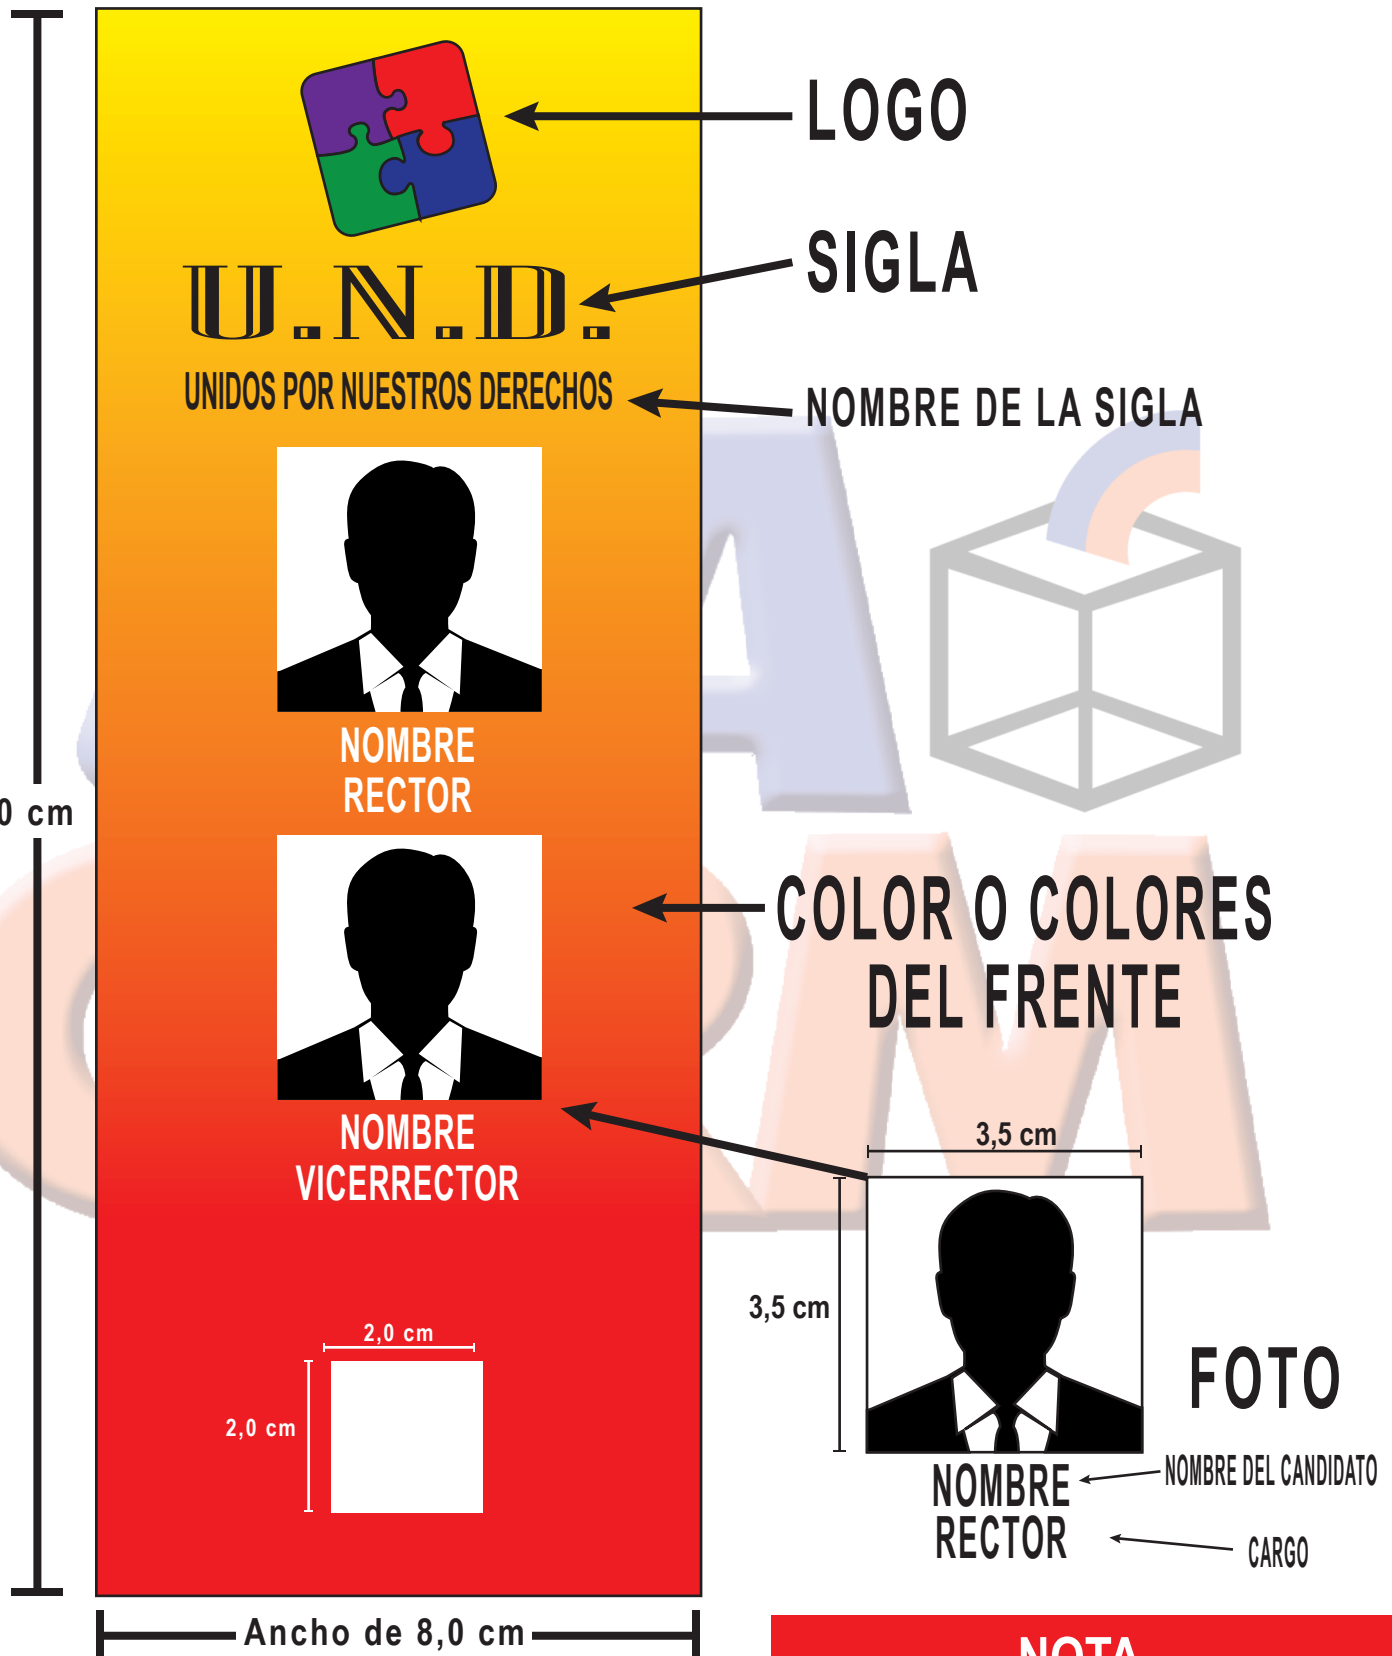 LOGO
SIGLA
U.N.D.
UNIDOS POR NUESTROS DERECHOS
NOMBRE DE LA SIGLA
NOMBRE
RECTOR
0 cm
COLOR O COLORES
DEL FRENTE
NOMBRE
VICERRECTOR
3,5 cm
3,5 cm
2,0 cm
2,0 cm
FOTO
NOMBRE
RECTOR
NOMBRE DEL CANDIDATO
CARGO
Ancho de 8,0 cm
NOTA